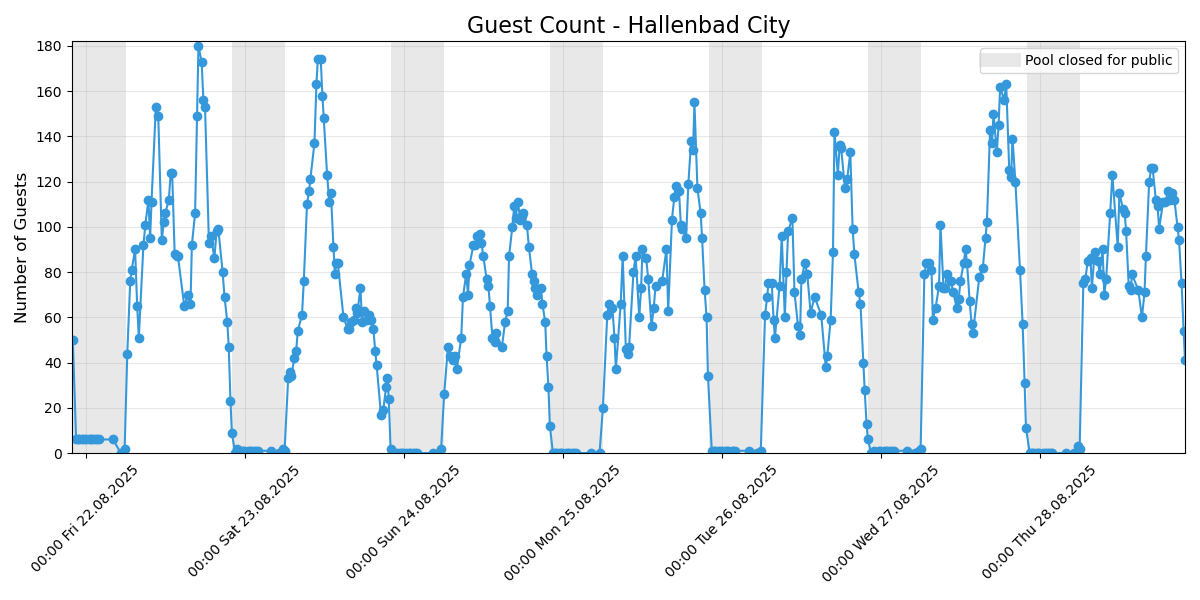 Guest Count - Hallenbad City
Pool closed for public
Number of Guests
180
160
140
120
100
80
60
40
20
0
00:00 Fri 22.08.2025
00:00 Sat 23.08.2025
00:00 Sun 24.08.2025
00:00 Mon 25.08.2025
00:00 Tue 26.08.2025
00:00 Wed 27.08.2025
00:00 Thu 28.08.2025